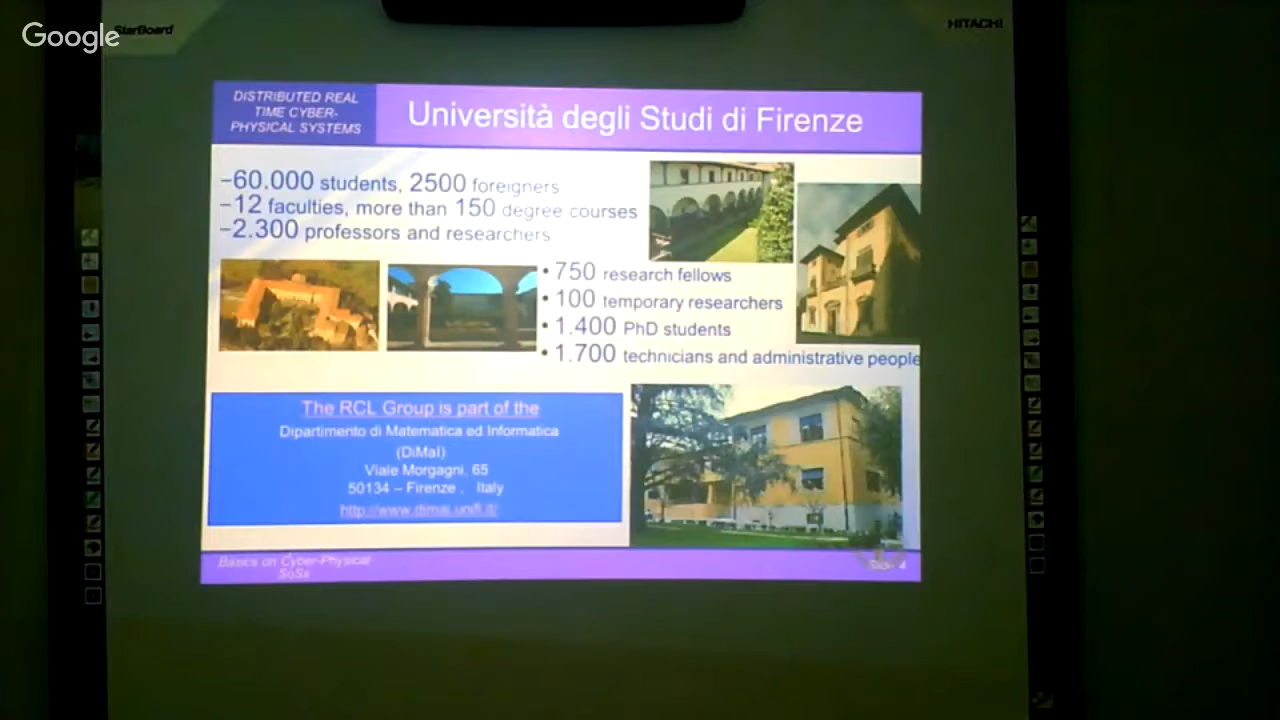 Google
StarBoard
HITACHI
DISTRIBUTED REAL
TIME CYBER-
PHYSICAL SYSTEMS
Università degli Studi di Firenze
–60.000 students, 2500 foreigners
–12 faculties, more than 150 degree courses
–2.300 professors and researchers
• 750 research fellows
• 100 temporary researchers
• 1.400 PhD students
• 1.700 technicians and administrative people
The RCL Group is part of the
Dipartimento di Matematica ed Informatica
(DiMaI)
Viale Morgagni, 65
50134 – Firenze , Italy
http://www.dimai.unifi.it/
Basics on Cyber-Physical
SoSs
4